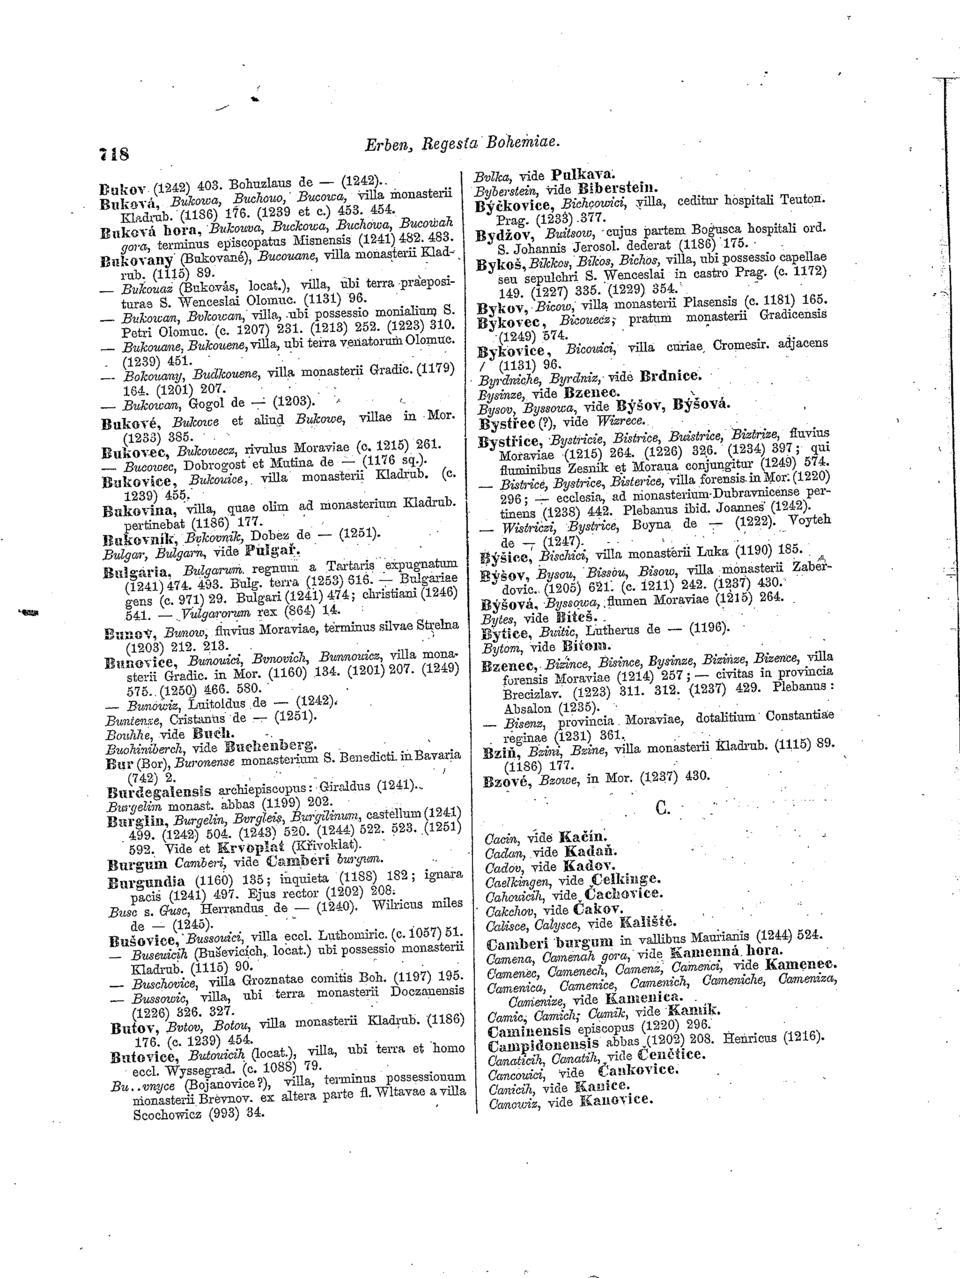 718
Erben, Regesta Bohemiae.
Bukov (1242) 403. Bohuzlaus de — (1242).
Buková, Bukowa, Buchouo, Bucowa, villa monasterii
Kladrub. (1186) 176. (1239 et c.) 453. 454.
Buková hora, Bukowa, Buckowa, Buchowa, Bucowah
gora, terminus episcopatus Misnensis (1241) 482. 483.
Bukovany (Bukované), Bucouane, villa monasterii Klad-
rub. (1115) 89.
— Bukouaz (Bukovás, locat.), villa, ubi terra praeposi-
turae S. Wenceslai Olomuc. (1131) 96.
— Bukowan, Bvkowan, villa, ubi possessio monialium S.
Petri Olomuc. (c. 1207) 231. (1213) 252. (1223) 310.
— Bukouane, Bukouene, villa, ubi terra venatorum Olomuc.
(1239) 451.
— Bokouany, Budkouene, villa monasterii Gradic. (1179)
164. (1201) 207.
— Bukowan, Gogol de — (1203).
Bukové, Bukowe et aliud Bukowe, villae in Mor.
(1233) 385.
Bukovec, Bukowecz, rivulus Moraviae (c. 1215) 261.
— Bucowec, Dobrogost et Mutina de — (1176 sq.).
Bukovice, Bukouice, villa monasterii Kladrub. (c.
1239) 455.
Bukovina, villa, quae olim ad monasterium Kladrub.
pertinebat (1186) 177.
Bukovník, Bvkovnik, Dobez de — (1251).
Bulgar, Bulgarn, vide Pulgař.
Bulgaria, Bulgarum regnum a Tartaris expugnatum
(1241) 474. 493. Bulg. terra (1253) 616. — Bulgariae
gens (c. 971) 29. Bulgari (1241) 474; christiani (1246)
541. — Vulgarorum rex (864) 14.
Bunov, Bunow, fluvius Moraviae, terminus silvae Střelna
(1203) 212. 213.
Bunovice, Bunouici, Bvnovich, Bunnouicz, villa mona-
sterii Gradic. in Mor. (1160) 134. (1201) 207. (1249)
575. (1250) 466. 580.
— Bunowiz, Luitoldus de — (1242).
Buntenze, Cristanus de — (1251).
Bouhhe, vide Buch.
Buohiniberch, vide Buchenberg.
Bur (Bor), Buronense monasterium S. Benedicti in Bavaria
(742) 2.
Burdegalensis archiepiscopus: Giraldus (1241).
Burgelim monast. abbas (1199) 202.
Burglin, Burgelin, Bvrgleis, Burgilinum, castellum (1241)
499. (1242) 504. (1243) 520. (1244) 522. 523. (1251)
592. Vide et Krvoplat (Křivoklat).
Burgum Camberi, vide Camberi burgum.
Burgundia (1160) 135; inquieta (1188) 182; ignara
pacis (1241) 497. Ejus rector (1202) 208.
Busc s. Gusc, Herrandus de — (1240). Wilricus miles
de — (1245).
Bušovice, Bussouici, villa eccl. Luthomiric. (c. 1057) 51.
— Buseuicih (Buševicích, locat.) ubi possessio monasterii
Kladrub. (1115) 90.
— Buschovice, villa Groznatae comitis Boh. (1197) 195.
— Bussowic, villa, ubi terra monasterii Doczanensis
(1226) 326. 327.
Butov, Bvtov, Botou, villa monasterii Kladrub. (1186)
176. (c. 1239) 454.
Butovice, Butouicih (locat.), villa, ubi terra et homo
eccl. Wyssegrad. (c. 1088) 79.
Bu..vnyce (Bojanovice?), villa, terminus possessionum
monasterii Brevnov. ex altera parte fl. Wltavae a villa
Scochowicz (993) 34.
Bvlka, vide Pulkava.
Byberstein, vide Biberstein.
Býčkovice, Bichçowici, villa, ceditur hospitali Teuton.
Prag. (1233) 377.
Bydžov, Buitsow, cujus partem Bogusca hospitali ord.
S. Johannis Jerosol. dederat (1186) 175.
Bykoš, Bikkos, Bikos, Bichos, villa, ubi possessio capellae
seu sepulchri S. Wenceslai in castro Prag. (c. 1172)
149. (1227) 335. (1229) 354.
Bykov, Bicow, villa monasterii Plasensis (c. 1181) 165.
Bykovec, Bicouecz, pratum monasterii Gradicensis
(1249) 574.
Bykovice, Bicouici, villa curiae Cromesir. adjacens
(1131) 96.
Byrdniche, Byrdniz, vide Brdnice.
Bysinze, vide Bzenec.
Bysov, Byssowa, vide Býšov, Býšová.
Bystřec (?), vide Wizrece.
Bystřice, Bystricie, Bistrice, Buistrice, Biztrize, fluvius
Moraviae (1215) 264. (1226) 326. (1234) 397; qui
fluminibus Zesnik et Moraua conjungitur (1249) 574.
— Bistrice, Bystrice, Bisterice, villa forensis in Mor. (1220)
296; — ecclesia, ad monasterium Dubravnicense per-
tinens (1238) 442. Plebanus ibid. Joannes (1242).
— Wistriczi, Bystrice, Boyna de — (1222). Voyteh
de — (1247).
Býšice, Bischici, villa monasterii Luka (1190) 185.
Býšov, Bysou, Bissou, Bisow, villa monasterii Zaber-
dovic. (1205) 621. (c. 1211) 242. (1237) 430.
Býšová, Byssowa, flumen Moraviae (1215) 264.
Bytes, vide Biteš.
Bytice, Buitic, Lutherus de — (1196).
Bytom, vide Bitom.
Bzenec, Bizince, Bisince, Bysinze, Bizinze, Bizence, villa
forensis Moraviae (1214) 257; — civitas in provincia
Brecizlav. (1223) 311. 312. (1237) 429. Plebanus:
Absalon (1235).
— Bisenz, provincia Moraviae, dotalitium Constantiae
reginae (1231) 361.
Bziň, Bzini, Bzine, villa monasterii Kladrub. (1115) 89.
(1186) 177.
Bzové, Bzowe, in Mor. (1237) 430.
C.
Cacin, vide Kačín.
Cadan, vide Kadaň.
Cadov, vide Kadov.
Caelkingen, vide Čelkinge.
Cahouicih, vide Čachovice.
Cakchov, vide Čakov.
Calisce, Calysce, vide Kaliště.
Camberi burgum in vallibus Maurianis (1244) 524.
Camena, Camenah gora, vide Kamenná hora.
Camenec, Camenech, Camenz, Camenci, vide Kamenec.
Camenica, Camenice, Camenich, Cameniche, Cameniza,
Camienize, vide Kamenica.
Camic, Camich, Cumik, vide Kamík.
Caminensis episcopus (1220) 296.
Campidonensis abbas (1202) 208. Henricus (1216).
Canaticih, Canatih, vide Čenčtice.
Cancouici, vide Čankovice.
Canicih, vide Kanice.
Canowiz, vide Kanovice.